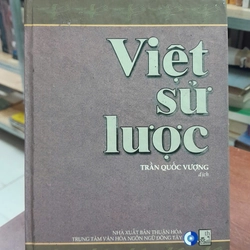 Việt
sử
lược
TRẦN QUỐC VƯỢNG
dịch
NHÀ XUẤT BẢN THUẬN HÓA
TRUNG TÂM VĂN HÓA NGÔN NGỮ ĐÔNG TÂY